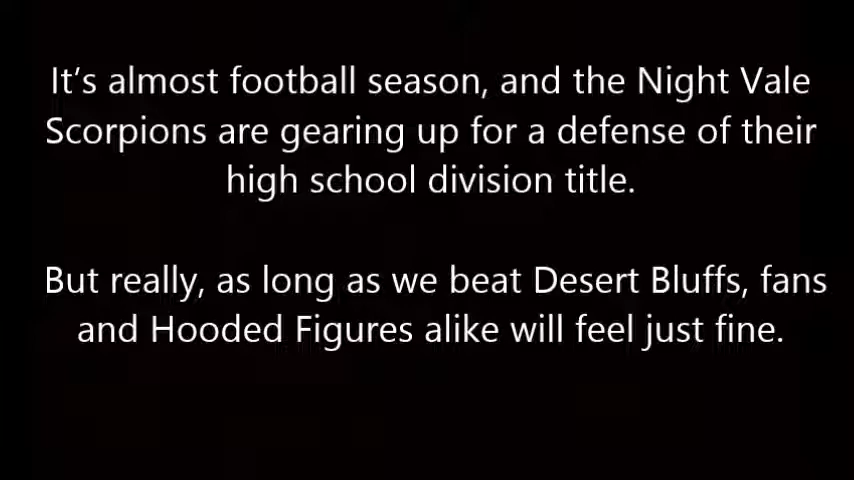 It‘s almost football season, and the Night Vale
Scorpions are gearing up for a defense of their
high school division title.
But really, as long as we beat Desert Bluffs, fans
and Hooded Figures alike will feel just fine.